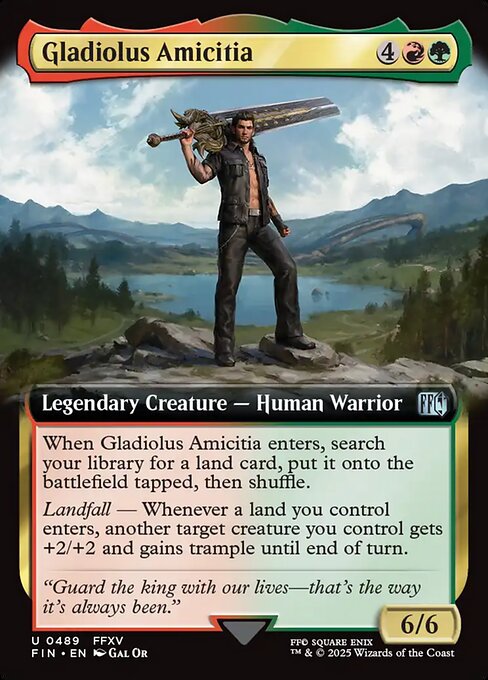 Gladiolus Amicitia 4
Legendary Creature — Human Warrior FFXV
When Gladiolus Amicitia enters, search
your library for a land card, put it onto the
battlefield tapped, then shuffle.
Landfall — Whenever a land you control
enters, another target creature you control gets
+2/+2 and gains trample until end of turn.
“Guard the king with our lives—that’s the way
it’s always been.”
6/6
U 0489 FFXV
FIN • EN Gal Or
FF© SQUARE ENIX
™ & © 2025 Wizards of the Coast